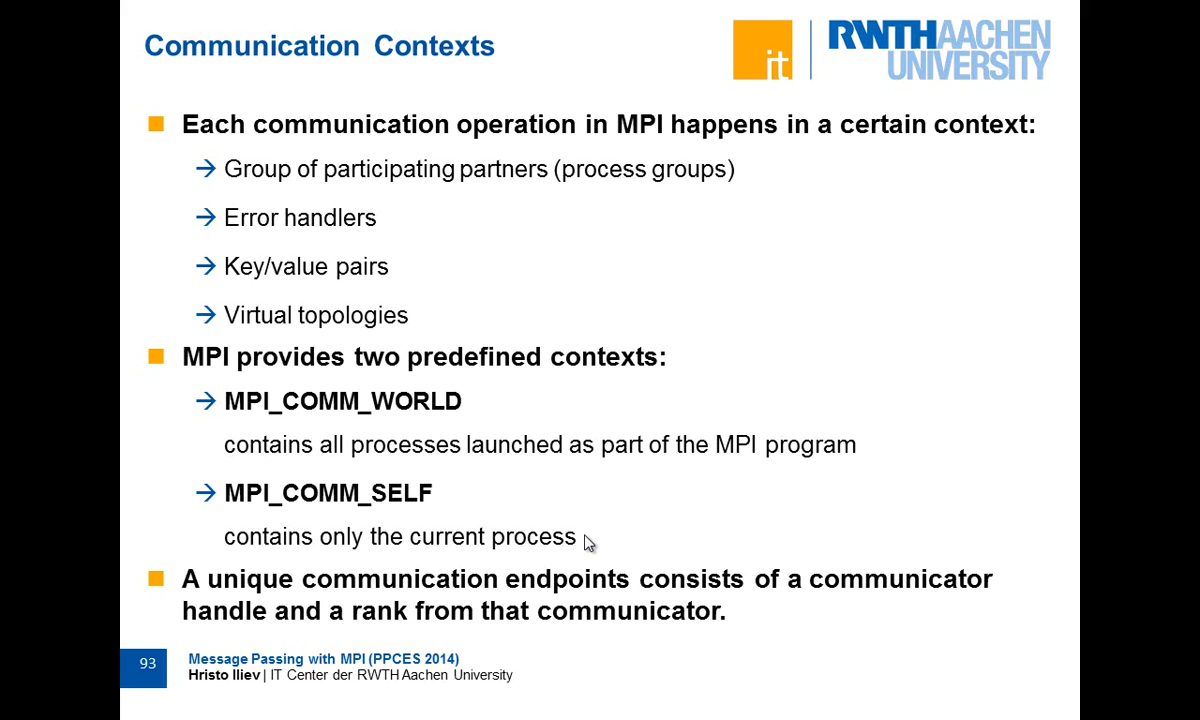 Communication Contexts
it
RWTH AACHEN
UNIVERSITY
Each communication operation in MPI happens in a certain context:
→ Group of participating partners (process groups)
→ Error handlers
→ Key/value pairs
→ Virtual topologies
MPI provides two predefined contexts:
→ MPI_COMM_WORLD
contains all processes launched as part of the MPI program
→ MPI_COMM_SELF
contains only the current process
A unique communication endpoints consists of a communicator
handle and a rank from that communicator.
93
Message Passing with MPI (PPCES 2014)
Hristo Iliev | IT Center der RWTH Aachen University